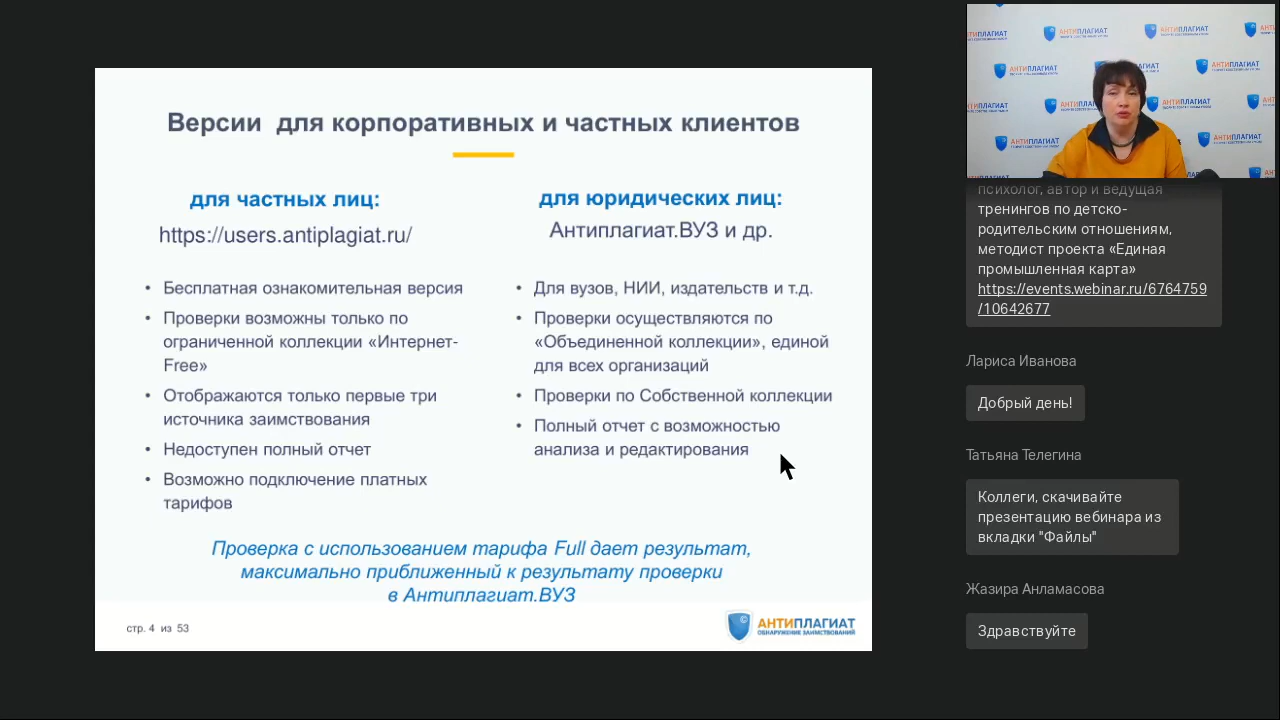 Версии для корпоративных и частных клиентов
для частных лиц:
https://users.antiplagiat.ru/
• Бесплатная ознакомительная версия
• Проверки возможны только по
ограниченной коллекции «Интернет-
Free»
• Отображаются только первые три
источника заимствования
• Недоступен полный отчет
• Возможно подключение платных
тарифов
для юридических лиц:
Антиплагиат.ВУЗ и др.
• Для вузов, НИИ, издательств и т.д.
• Проверки осуществляются по
«Объединенной коллекции», единой
для всех организаций
• Проверки по Собственной коллекции
• Полный отчет с возможностью
анализа и редактирования
Проверка с использованием тарифа Full дает результат,
максимально приближенный к результату проверки
в Антиплагиат.ВУЗ
стр. 4 из 53
АНТИПЛАГИАТ
ОБНАРУЖЕНИЕ ЗАИМСТВОВАНИЙ
АНТИПЛАГИАТ
психолог, автор и ведущая
тренингов по детско-
родительским отношениям,
методист проекта «Единая
промышленная карта»
https://events.webinar.ru/6764759
/10642677
Лариса Иванова
Добрый день!
Татьяна Телегина
Коллеги, скачивайте
презентацию вебинара из
вкладки "Файлы"
Жазира Анламасова
Здравствуйте